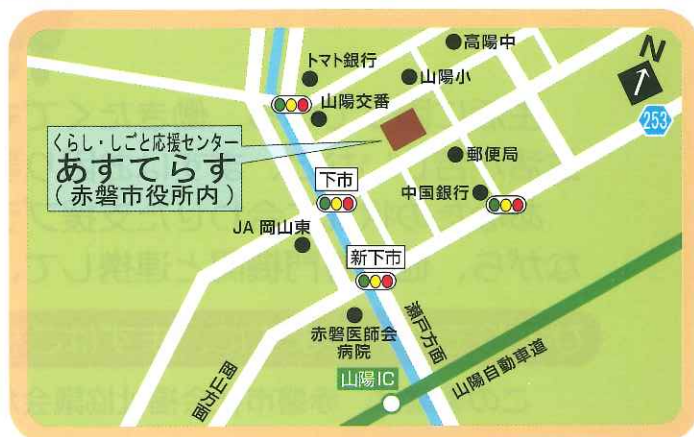 高陽中
トマト銀行
山陽小
N
山陽交番
253
くらし・しごと応援センター
あすてらす
(赤磐市役所内)
郵便局
下市
中国銀行
JA 岡山東
新下市
赤磐医師会
病院
瀬戸方面
岡山方面
山陽IC
山陽自動車道